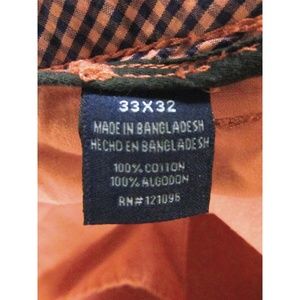 33X32
MADE IN BANGLADESH
HECHO EN BANGLADESH
100% COTTON
100% ALGODON
RN#121096